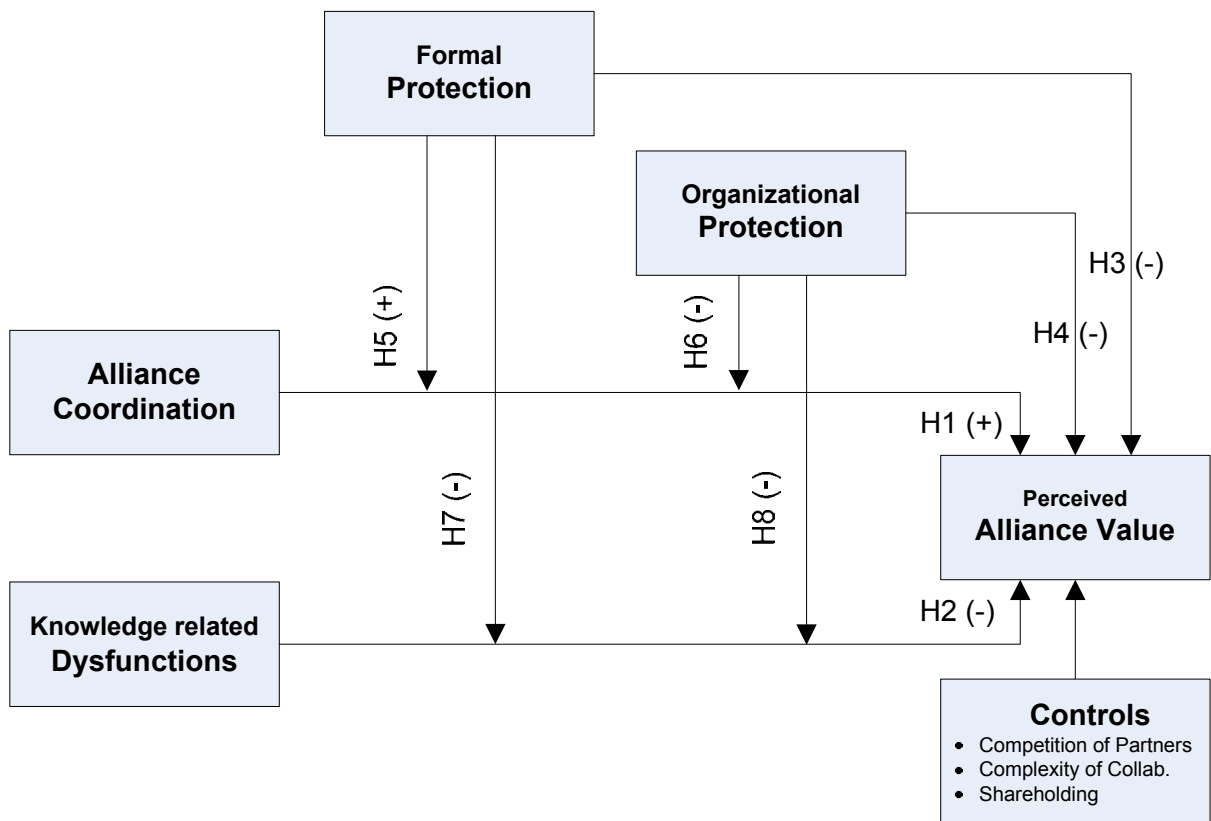 Formal
Protection
Organizational
Protection
H3 (-)
H5 (+)
H6 (-)
H4 (-)
Alliance
Coordination
H1 (+)
H7 (-)
H8 (-)
Perceived
Alliance Value
Knowledge related
Dysfunctions
H2 (-)
Controls
• Competition of Partners
• Complexity of Collab.
• Shareholding